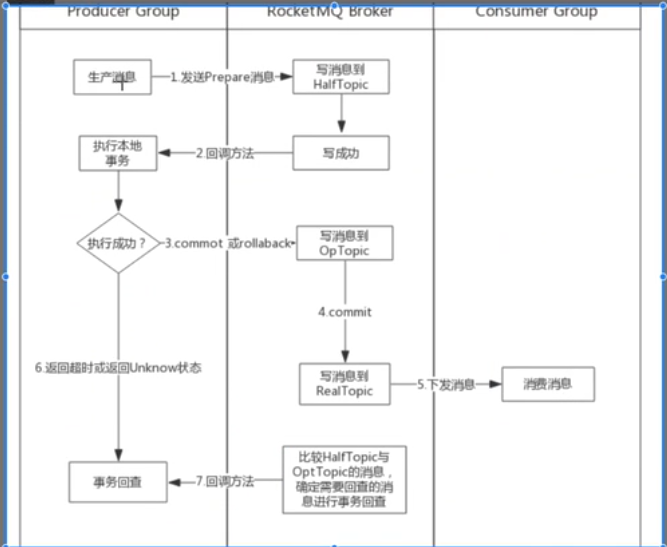 Producer Group
RocketMQ Broker
Consumer Group
生产消息
1.发送Prepare消息
写消息到
HalfTopic
执行本地
事务
2.回调方法
写成功
执行成功？
3.commot 或rollaback
写消息到
OpTopic
4.commit
6.返回超时或返回Unknow状态
写消息到
RealTopic
5.下发消息
消费消息
事务回查
7.回调方法
比较HalfTopic与
OptTopic的消息，
确定需要回查的消
息进行事务回查